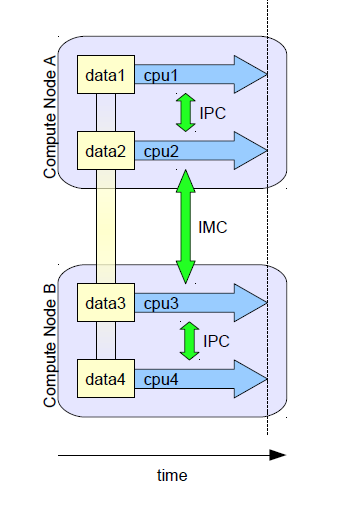 Compute Node A
data1
cpu1
IPC
data2
cpu2
IMC
Compute Node B
data3
cpu3
IPC
data4
cpu4
time